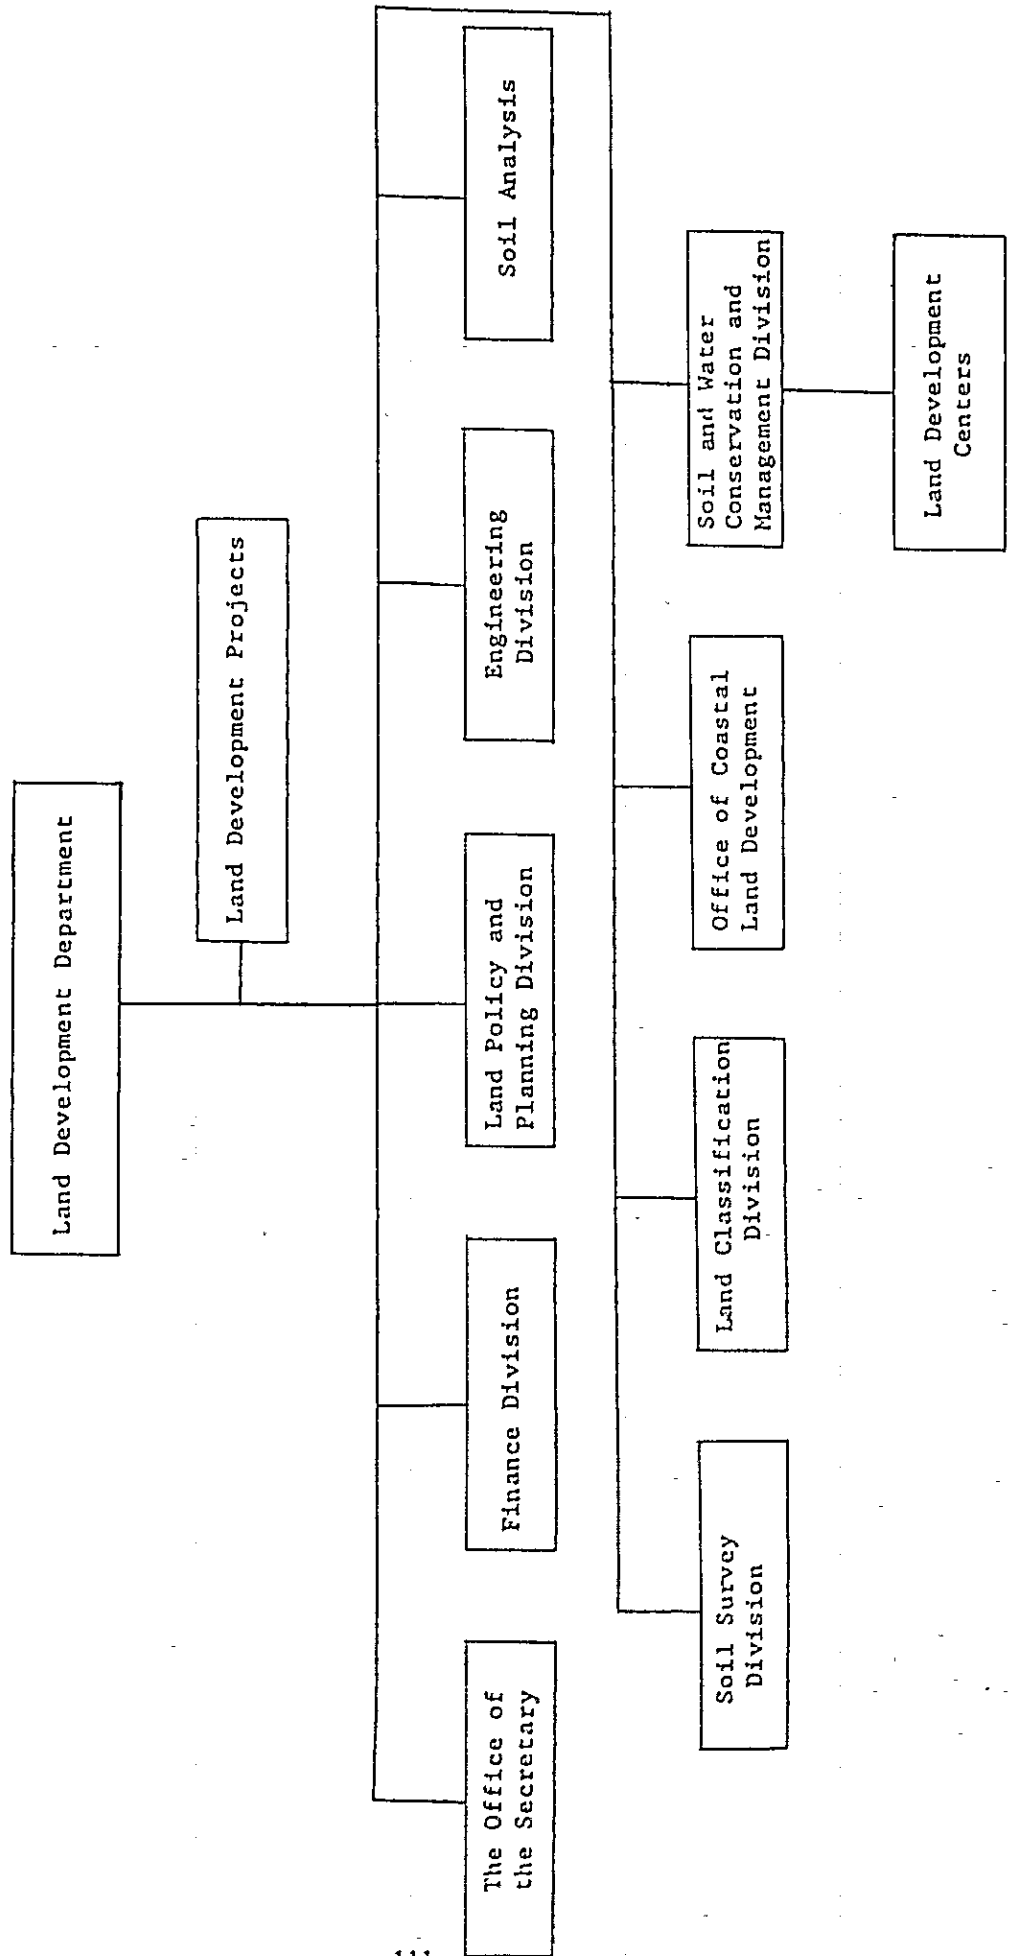 Land Development Department
Land Development Projects
The Office of
the Secretary
Finance Division
Land Policy and
Planning Division
Engineering
Division
Soil Analysis
Soil Survey
Division
Land Classification
Division
Office of Coastal
Land Development
Soil and Water
Conservation and
Management Division
Land Development
Centers